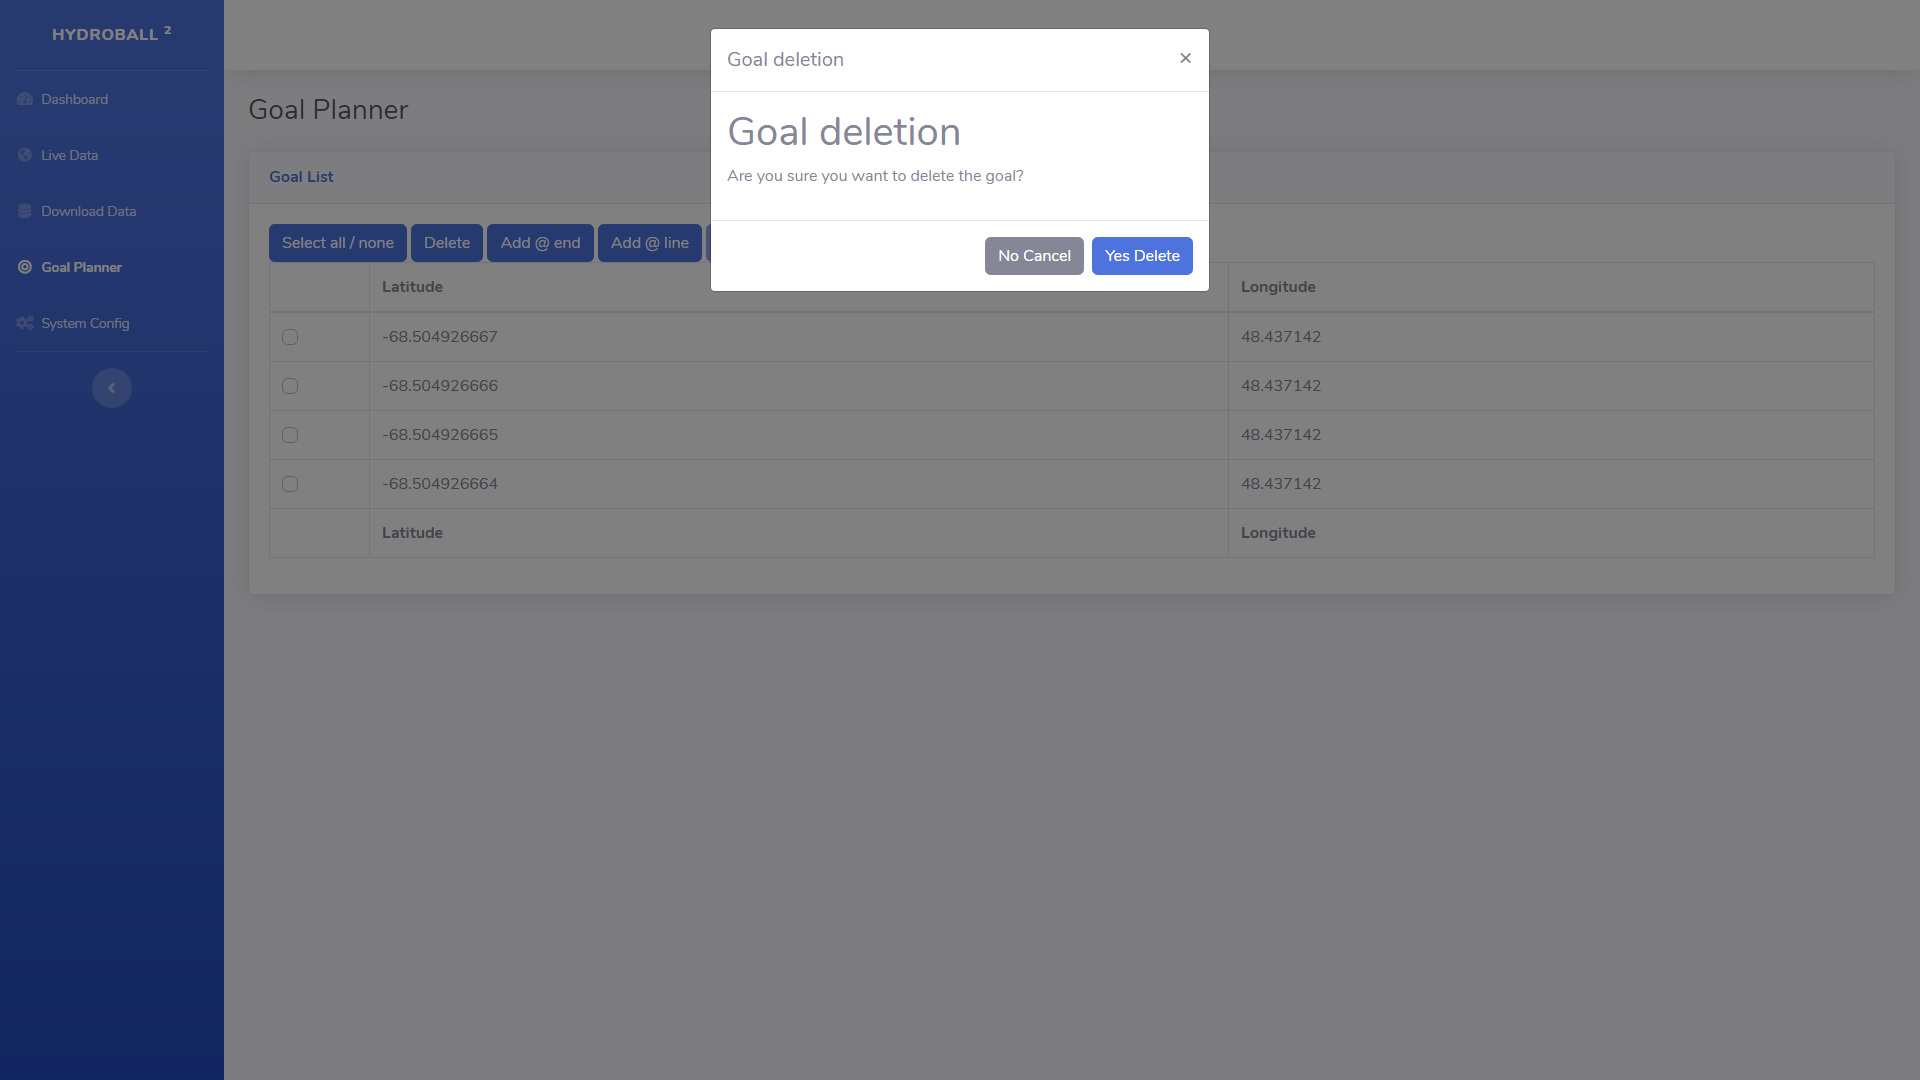 HYDROBALL 2
Dashboard
Live Data
Download Data
Goal Planner
System Config
Goal deletion
×
Goal deletion
Are you sure you want to delete the goal?
No Cancel
Yes Delete
Goal Planner
Goal List
Select all / none
Delete
Add @ end
Add @ line
Latitude Longitude
-68.504926667 48.437142
-68.504926666 48.437142
-68.504926665 48.437142
-68.504926664 48.437142
Latitude Longitude